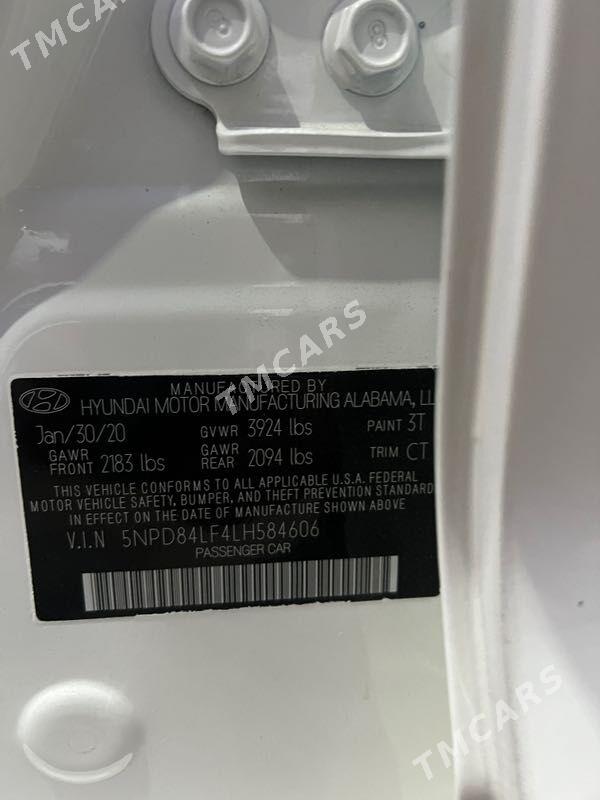 TMCARS
8
8
MANUFACTURED BY
HYUNDAI MOTOR MANUFACTURING ALABAMA, LL
Jan/30/20 GVWR 3924 lbs PAINT 3T
GAWR FRONT 2183 lbs GAWR REAR 2094 lbs TRIM CT
THIS VEHICLE CONFORMS TO ALL APPLICABLE U.S.A. FEDERAL
MOTOR VEHICLE SAFETY, BUMPER, AND THEFT PREVENTION STANDARD
IN EFFECT ON THE DATE OF MANUFACTURE SHOWN ABOVE
V.I.N 5NPD84LF4LH584606
PASSENGER CAR
TMCARS
TMCARS